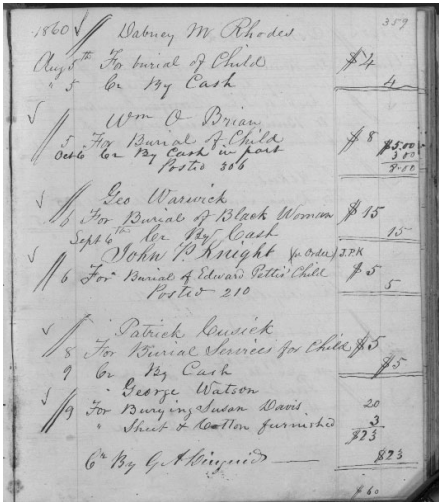 359
1860 Dabney M. Rhodes
Aug 5th For burial of Child $4
" 5 Cr By Cash 4
Wm O Brian
5 For Burial of Child $8
Oct 6 Cr By Cash in part $5.00
3 00
Posted 306 8.00
Geo Warwick
6 For Burial of Black Woman $15
Sept 6th Cr By Cash 15
John P Knight (or Order) J.P.K
6 For Burial of Edward Pettis' Child $5
Posted 210 5
Patrick Cusick
8 For Burial Services for Child $5
9 Cr By Cash $5
George Watson
9 For Burying Susan Davis 20
" Sheet & Cotton furnished 3
$23
Cr By G A Diuguid $23
$60